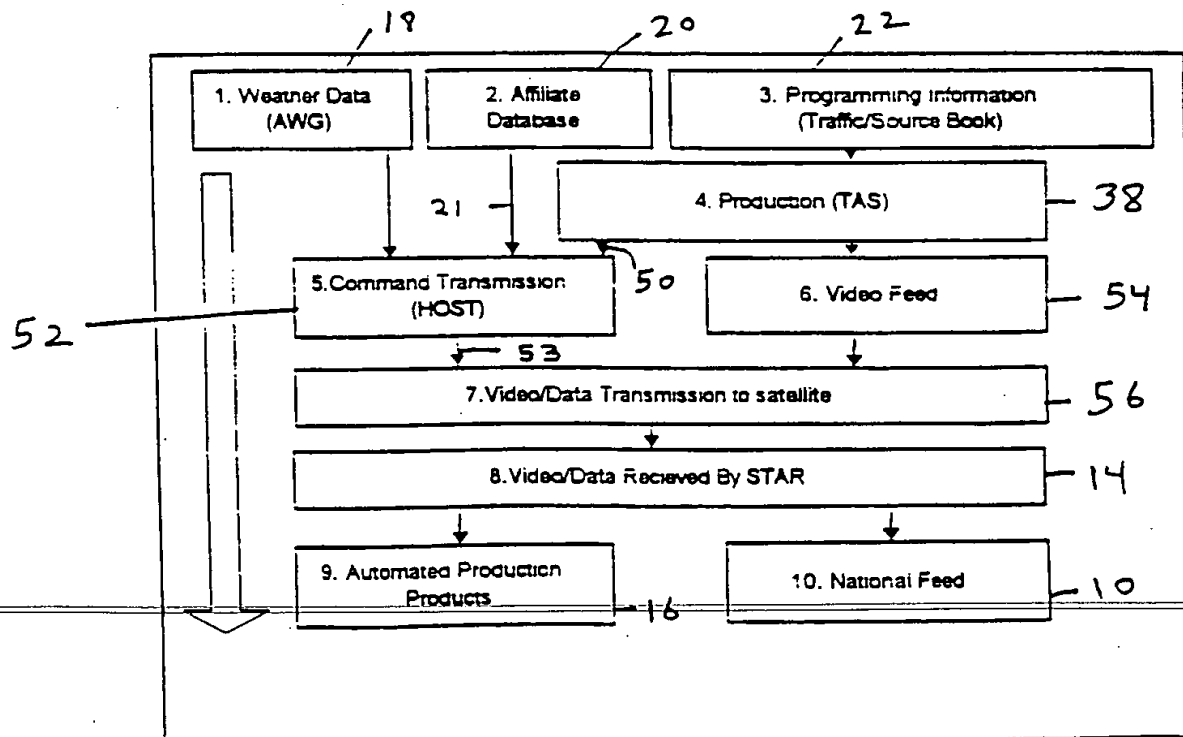 18
20
22
1. Weather Data
(AWG)
2. Affiliate
Database
3. Programming Information
(Traffic/Source Book)
21
4. Production (TAS)
38
50
5.Command Transmission
(HOST)
6. Video Feed
54
52
53
7.Video/Data Transmission to satellite
56
8.Video/Data Recieved By STAR
14
9. Automated Production
Products
16
10. National Feed
10